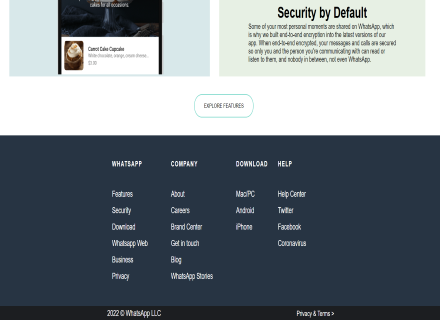 cakes for all occasions.
Carrot Cake Cupcake
White chocolate, orange, cream cheese,
$3.99
Security by Default
Some of your most personal moments are shared on WhatsApp, which
is why we built end-to-end encryption into the latest versions of our
app. When end-to-end encrypted, your messages and calls are secured
so only you and the person you're communicating with can read or
listen to them, and nobody in between, not even WhatsApp.
EXPLORE FEATURES
WHATSAPP
Features
Security
Download
Whatsapp Web
Business
Privacy
COMPANY
About
Careers
Brand Center
Get in touch
Blog
WhatsApp Stories
DOWNLOAD
Mac/PC
Android
iPhone
HELP
Help Center
Twitter
Facebook
Coronavirus
2022 © WhatsApp LLC
Privacy & Terms >